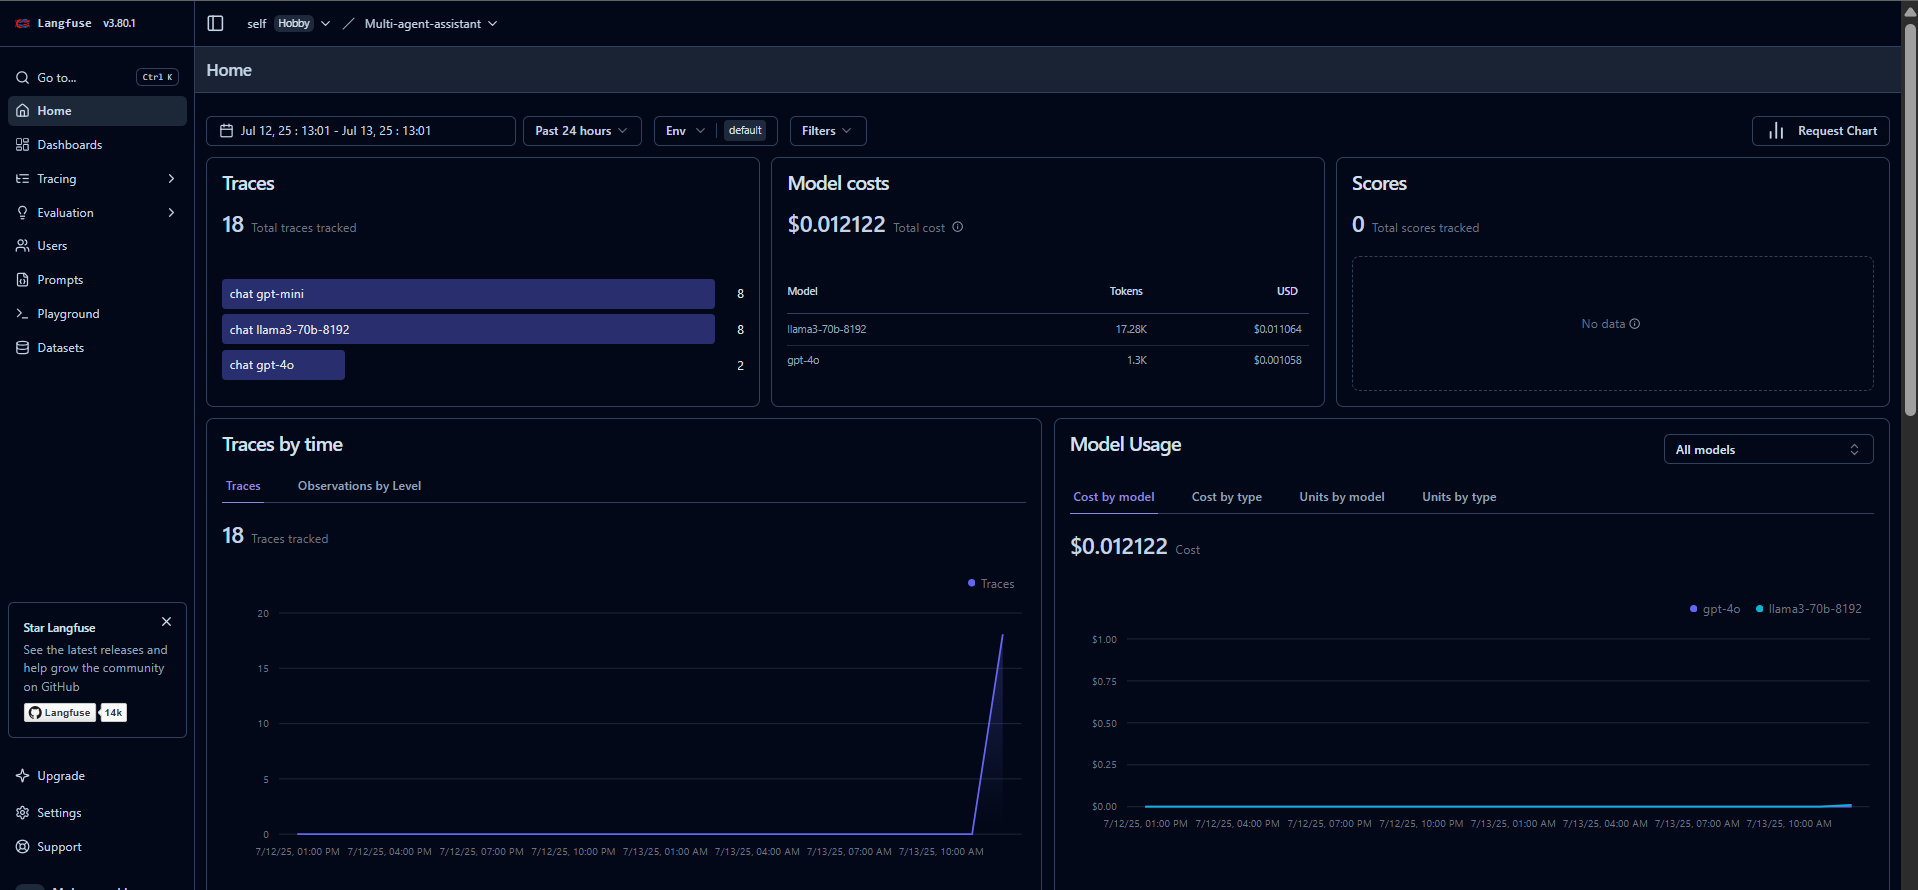 Langfuse v3.80.1
self Hobby / Multi-agent-assistant
Go to... Ctrl K
Home
Dashboards
Tracing
Evaluation
Users
Prompts
Playground
Datasets
Star Langfuse
See the latest releases and
help grow the community
on GitHub
Langfuse 14k
Upgrade
Settings
Support
Home
Jul 12, 25 : 13:01 - Jul 13, 25 : 13:01
Past 24 hours
Env default
Filters
Request Chart
Traces
18 Total traces tracked
chat gpt-mini 8
chat llama3-70b-8192 8
chat gpt-4o 2
Model costs
$0.012122 Total cost
Model Tokens USD
llama3-70b-8192 17.28K $0.011064
gpt-4o 1.3K $0.001058
Scores
0 Total scores tracked
No data
Traces by time
Traces Observations by Level
18 Traces tracked
Traces
20
15
10
5
0
7/12/25, 01:00 PM 7/12/25, 04:00 PM 7/12/25, 07:00 PM 7/12/25, 10:00 PM 7/13/25, 01:00 AM 7/13/25, 04:00 AM 7/13/25, 07:00 AM 7/13/25, 10:00 AM
Model Usage
All models
Cost by model Cost by type Units by model Units by type
$0.012122 Cost
gpt-4o llama3-70b-8192
$1.00
$0.75
$0.50
$0.25
$0.00
7/12/25, 01:00 PM 7/12/25, 04:00 PM 7/12/25, 07:00 PM 7/12/25, 10:00 PM 7/13/25, 01:00 AM 7/13/25, 04:00 AM 7/13/25, 07:00 AM 7/13/25, 10:00 AM